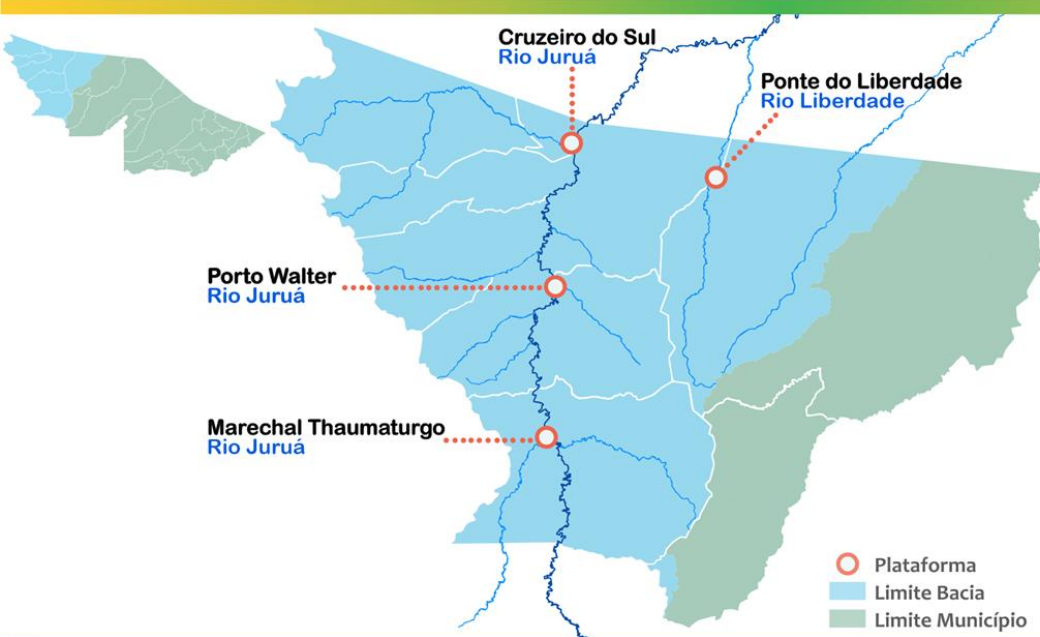 Cruzeiro do Sul
Rio Juruá
Ponte do Liberdade
Rio Liberdade
Porto Walter
Rio Juruá
Marechal Thaumaturgo
Rio Juruá
Plataforma
Limite Bacia
Limite Município